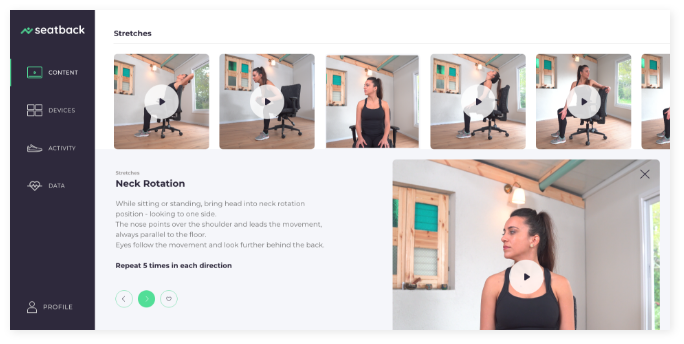 seatback
CONTENT
DEVICES
ACTIVITY
DATA
PROFILE
Stretches
Stretches
Neck Rotation
While sitting or standing, bring head into neck rotation
position - looking to one side.
The nose points over the shoulder and leads the movement,
always parallel to the floor.
Eyes follow the movement and look further behind the back.
Repeat 5 times in each direction